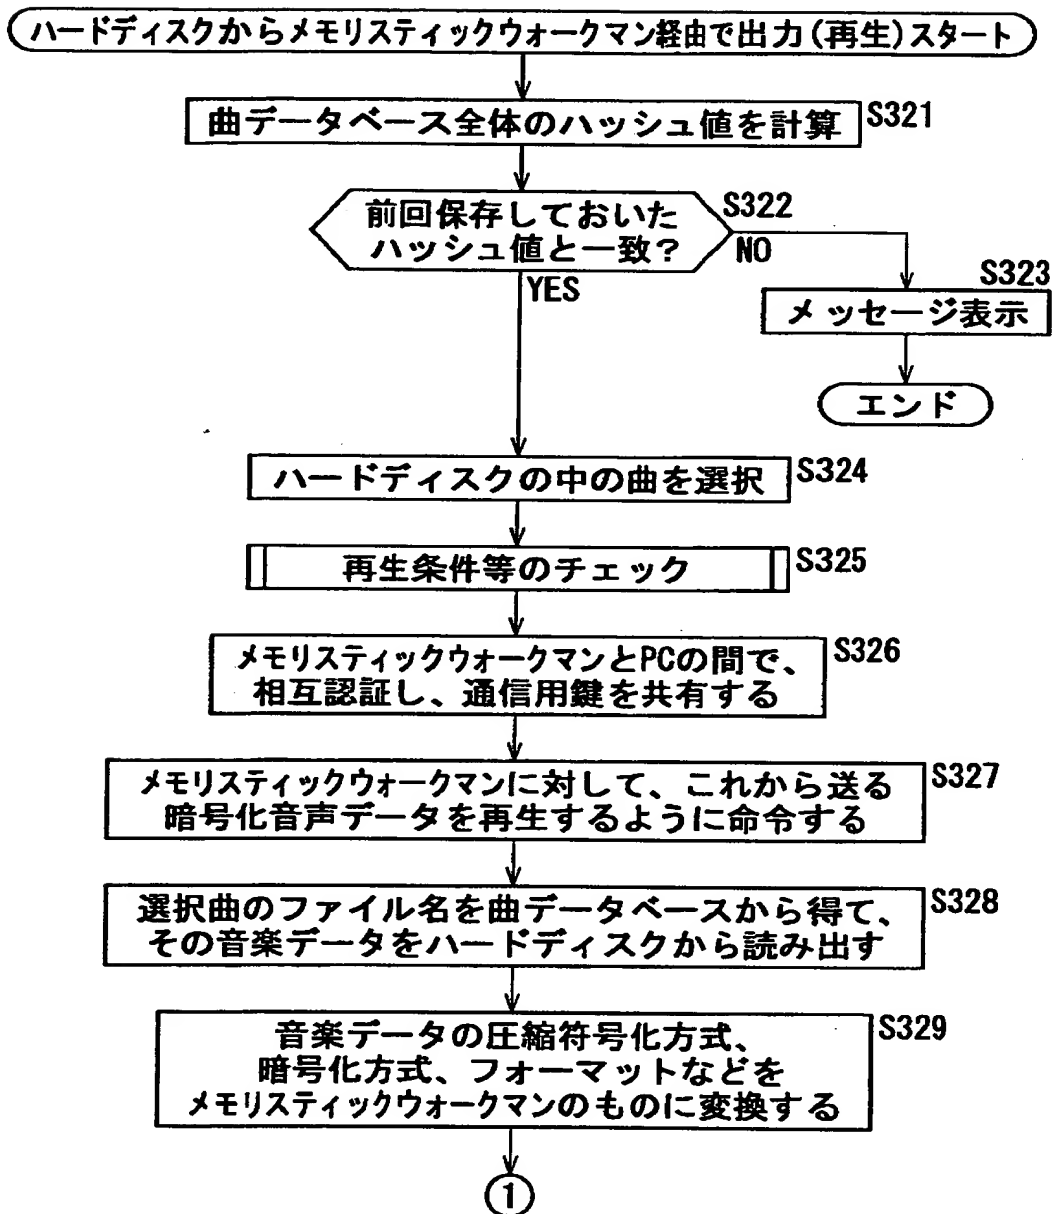 ハードディスクからメモリスティックウォークマン経由で出力(再生)スタート
曲データベース全体のハッシュ値を計算 S321
前回保存しておいた
ハッシュ値と一致?
S322
NO
YES
S323
メッセージ表示
エンド
ハードディスクの中の曲を選択 S324
再生条件等のチェック S325
メモリスティックウォークマンとPCの間で、 S326
相互認証し、通信用鍵を共有する
メモリスティックウォークマンに対して、これから送る S327
暗号化音声データを再生するように命令する
選択曲のファイル名を曲データベースから得て、 S328
その音楽データをハードディスクから読み出す
音楽データの圧縮符号化方式、 S329
暗号化方式、フォーマットなどを
メモリスティックウォークマンのものに変換する
1